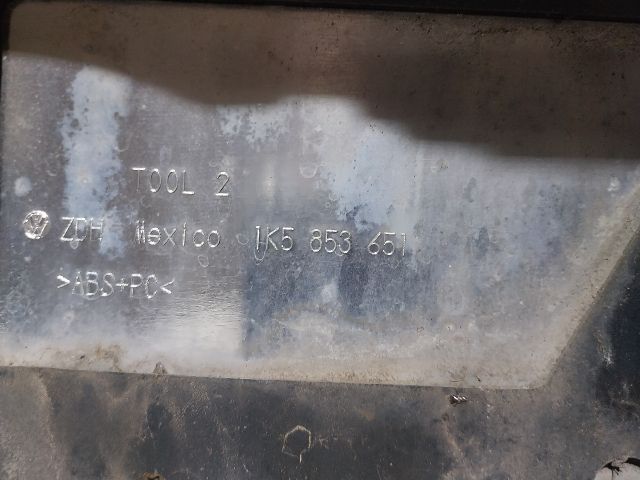 TOOL 2
ZDH Mexico 1K5 853 651
>ABS+PC<